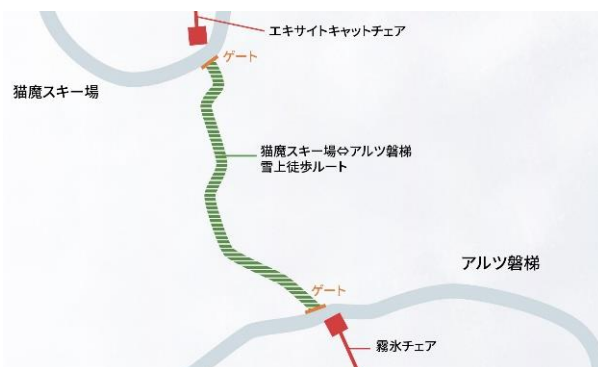 エキサイトキャットチェア
ゲート
猫魔スキー場
猫魔スキー場⇔アルツ磐梯
雪上徒歩ルート
アルツ磐梯
ゲート
霧氷チェア